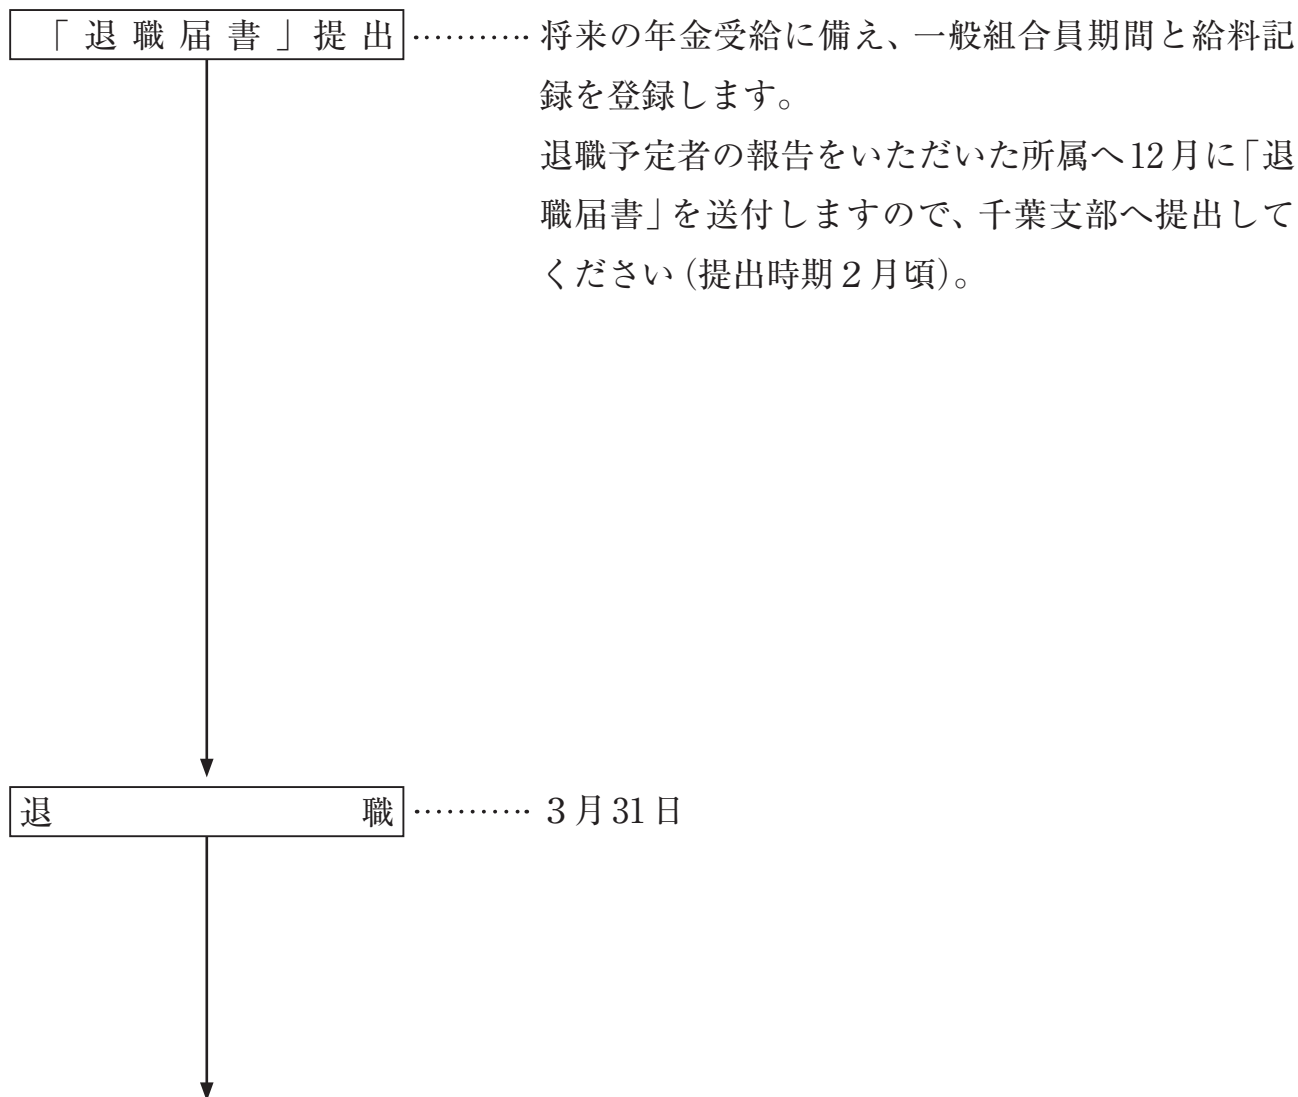 「退職届書」提出………… 将来の年金受給に備え、一般組合員期間と給料記
録を登録します。
退職予定者の報告をいただいた所属へ12月に「退
職届書」を送付しますので、千葉支部へ提出して
ください（提出時期２月頃）。
退職………… ３月31日